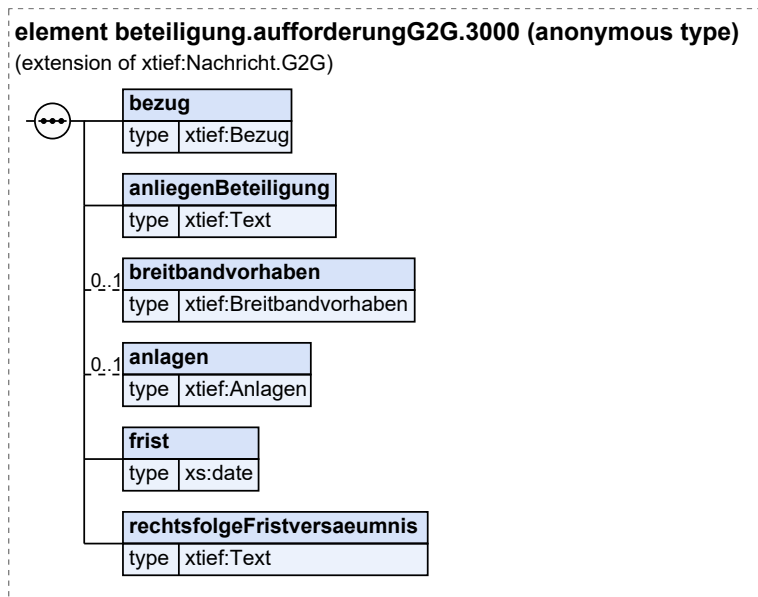 element beteiligung.aufforderungG2G.3000 (anonymous type)
(extension of xtief:Nachricht.G2G)
bezug
type xtief:Bezug
anliegenBeteiligung
type xtief:Text
0..1 breitbandvorhaben
type xtief:Breitbandvorhaben
0..1 anlagen
type xtief:Anlagen
frist
type xs:date
rechtsfolgeFristversaeumnis
type xtief:Text